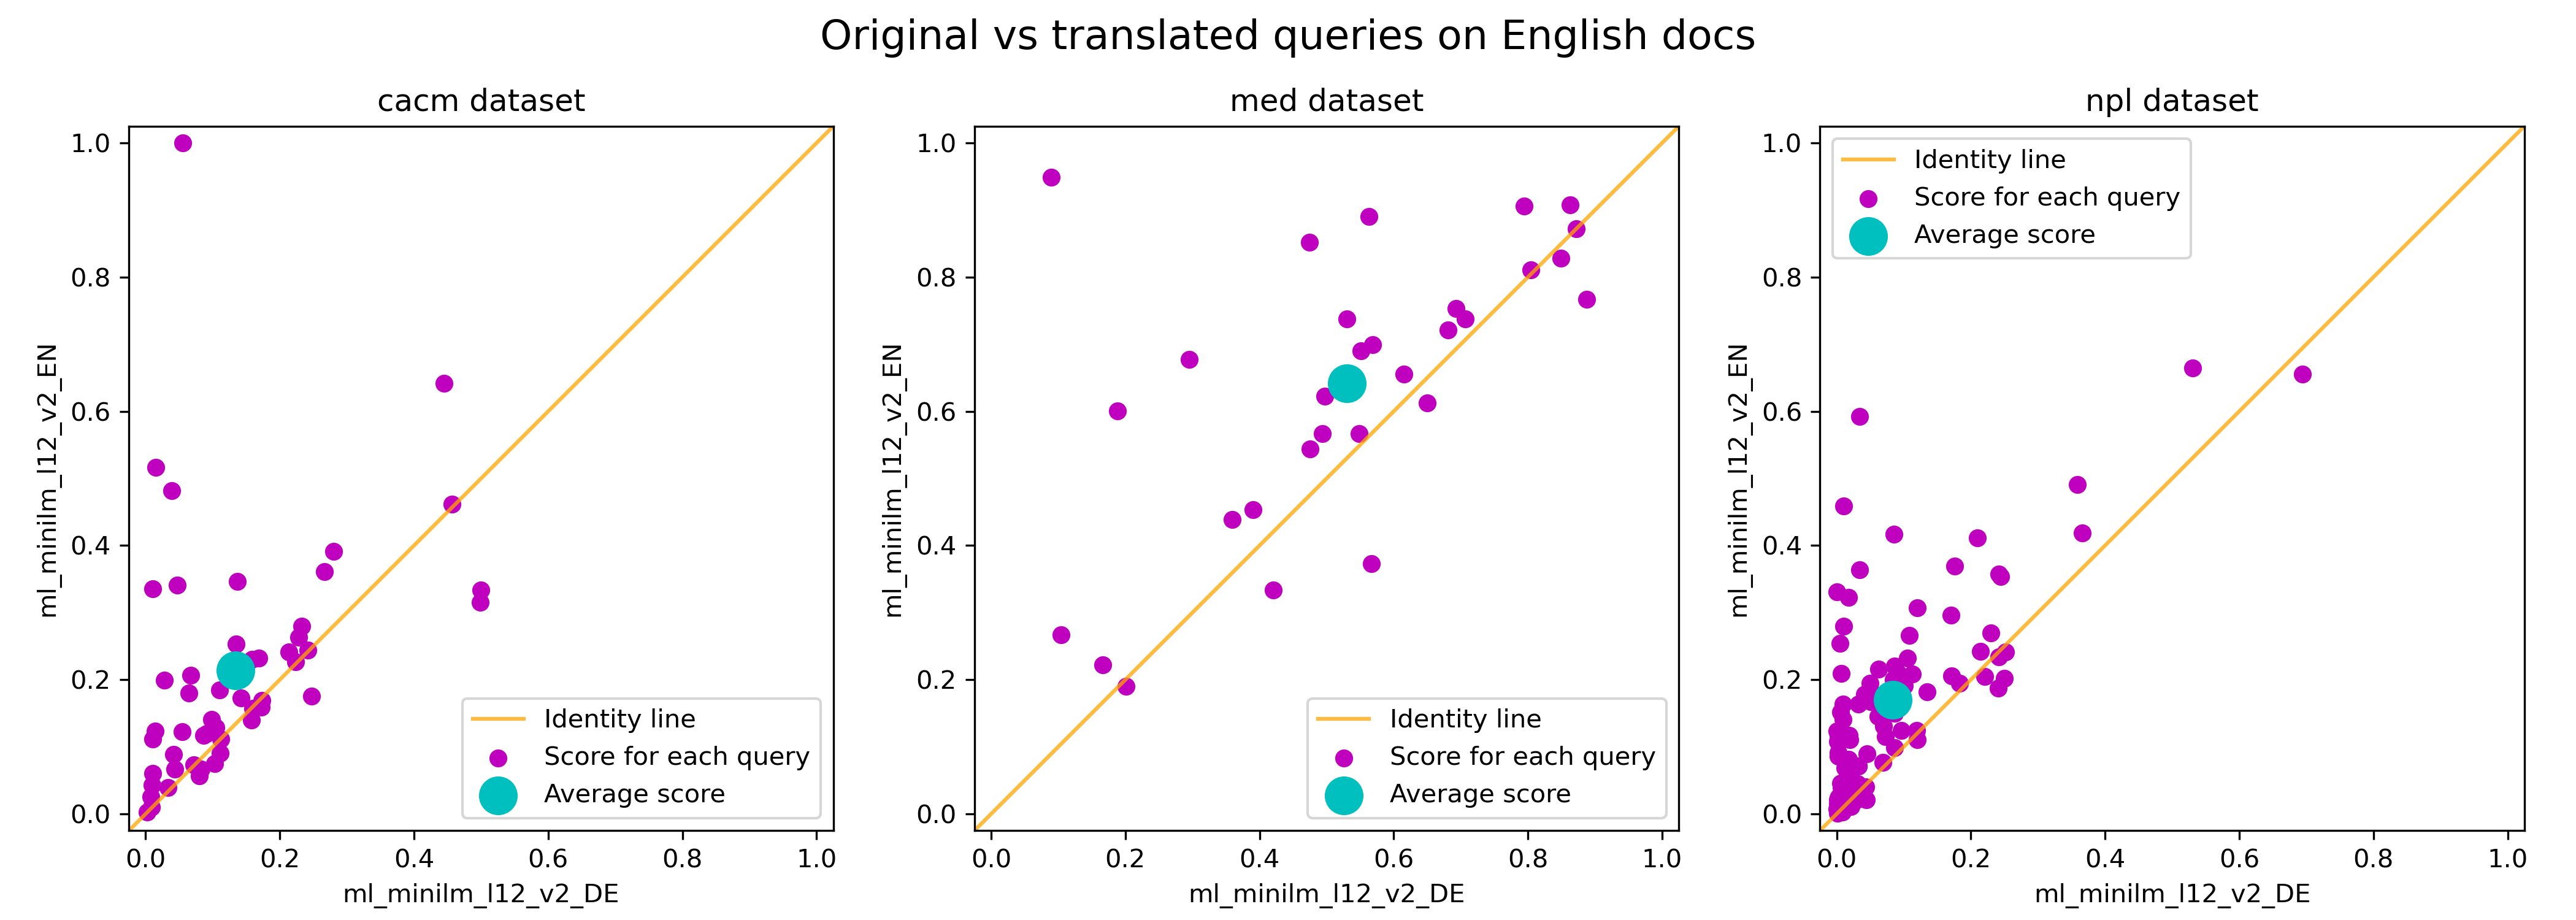 Original vs translated queries on English docs
cacm dataset
ml_minilm_l12_v2_EN
1.0
0.8
0.6
0.4
0.2
0.0
Identity line
Score for each query
Average score
0.0 0.2 0.4 0.6 0.8 1.0
ml_minilm_l12_v2_DE
med dataset
ml_minilm_l12_v2_EN
1.0
0.8
0.6
0.4
0.2
0.0
Identity line
Score for each query
Average score
0.0 0.2 0.4 0.6 0.8 1.0
ml_minilm_l12_v2_DE
npl dataset
ml_minilm_l12_v2_EN
1.0
0.8
0.6
0.4
0.2
0.0
Identity line
Score for each query
Average score
0.0 0.2 0.4 0.6 0.8 1.0
ml_minilm_l12_v2_DE